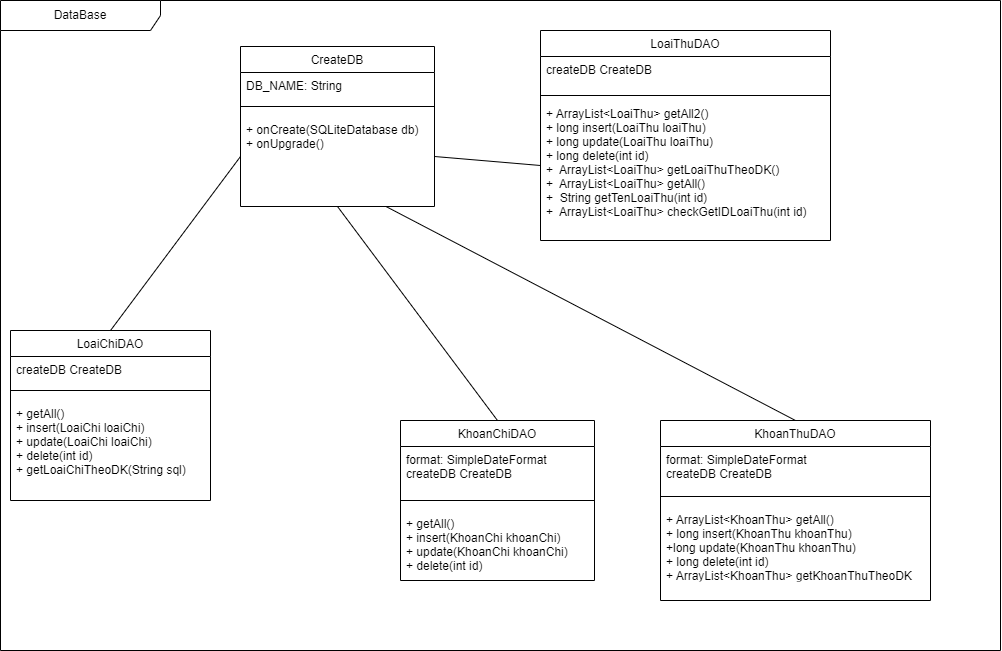 DataBase
CreateDB
DB_NAME: String
+ onCreate(SQLiteDatabase db)
+ onUpgrade()
LoaiThuDAO
createDB CreateDB
+ ArrayList<LoaiThu> getAll2()
+ long insert(LoaiThu loaiThu)
+ long update(LoaiThu loaiThu)
+ long delete(int id)
+  ArrayList<LoaiThu> getLoaiThuTheoDK()
+  ArrayList<LoaiThu> getAll()
+  String getTenLoaiThu(int id)
+  ArrayList<LoaiThu> checkGetIDLoaiThu(int id)
LoaiChiDAO
createDB CreateDB
+ getAll()
+ insert(LoaiChi loaiChi)
+ update(LoaiChi loaiChi)
+ delete(int id)
+ getLoaiChiTheoDK(String sql)
KhoanChiDAO
format: SimpleDateFormat
createDB CreateDB
+ getAll()
+ insert(KhoanChi khoanChi)
+ update(KhoanChi khoanChi)
+ delete(int id)
KhoanThuDAO
format: SimpleDateFormat
createDB CreateDB
+ ArrayList<KhoanThu> getAll()
+ long insert(KhoanThu khoanThu)
+long update(KhoanThu khoanThu)
+ long delete(int id)
+ ArrayList<KhoanThu> getKhoanThuTheoDK